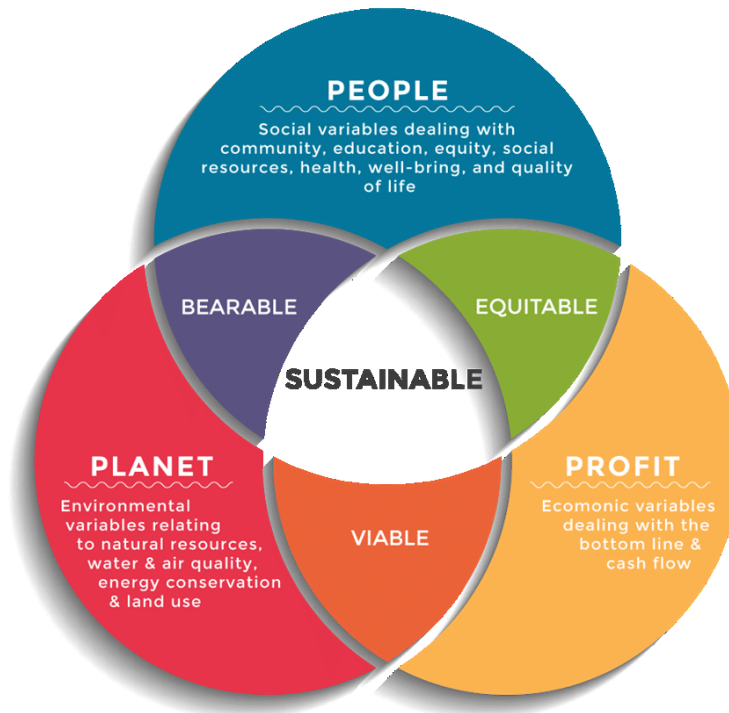 PEOPLE
Social variables dealing with
community, education, equity, social
resources, health, well-bring, and quality
of life
BEARABLE
EQUITABLE
SUSTAINABLE
PLANET
Environmental
variables relating
to natural resources,
water & air quality,
energy conservation
& land use
VIABLE
PROFIT
Ecomonic variables
dealing with the
bottom line &
cash flow